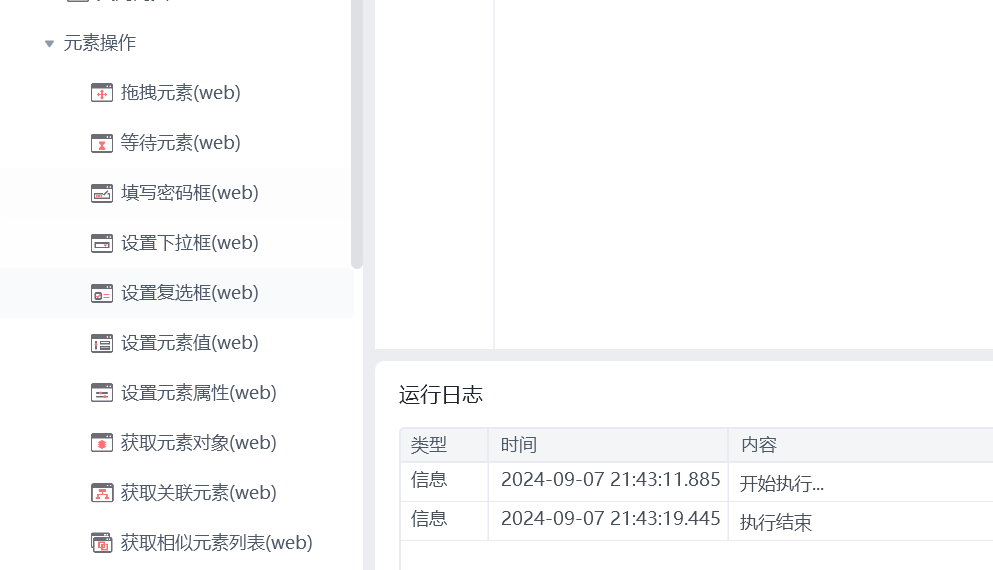 元素操作
拖拽元素(web)
等待元素(web)
填写密码框(web)
设置下拉框(web)
设置复选框(web)
设置元素值(web)
设置元素属性(web)
获取元素对象(web)
获取关联元素(web)
获取相似元素列表(web)
运行日志
类型 时间 内容
信息 2024-09-07 21:43:11.885 开始执行...
信息 2024-09-07 21:43:19.445 执行结束